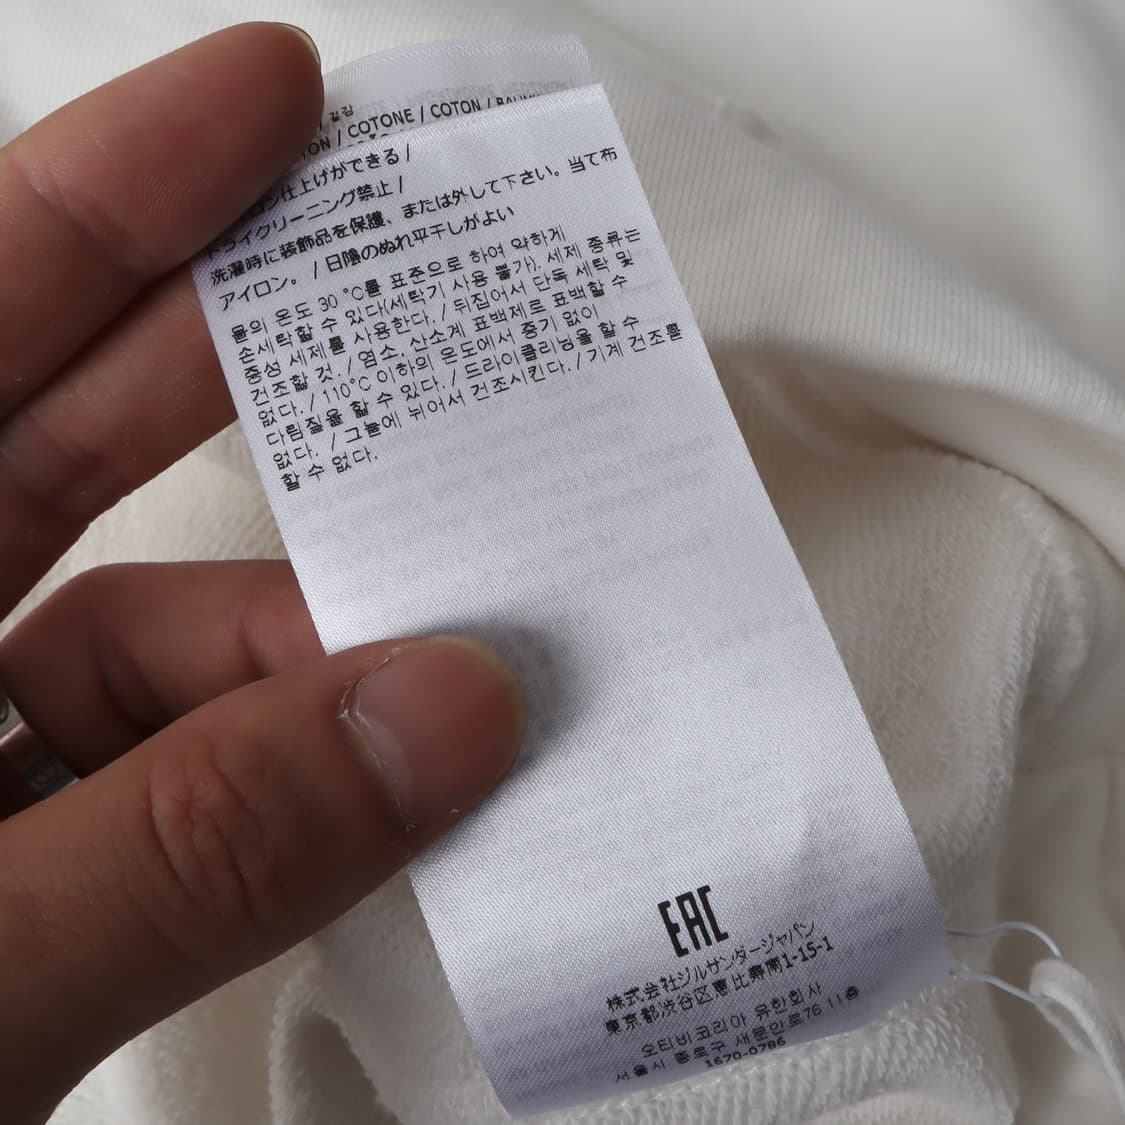 겉감
/ COTONE / COTON /
仕上げができる /
ドライクリーニング禁止 /
洗濯時に装飾品を保護、または外して下さい。当て布
アイロン。 / 日陰のぬれ平干しがよい
물의 온도 30 °C를 표준으로 하여 약하게
손세탁할 수 있다(세탁기 사용 불가). 세제 종류는
중성 세제를 사용한다. / 뒤집어서 단독 세탁 및
건조할 것. / 염소, 산소계 표백제로 표백할 수
없다. / 110°C 이하의 온도에서 증기 없이
다림질을 할 수 있다. / 드라이클리닝을 할 수
없다. / 그늘에 뉘어서 건조시킨다. / 기계 건조를
할 수 없다.
EAC
株式会社ジルサンダージャパン
東京都渋谷区恵比寿南1-15-1
오티비코리아 유한회사
서울시 종로구 새문안로76 11층
1670-0786